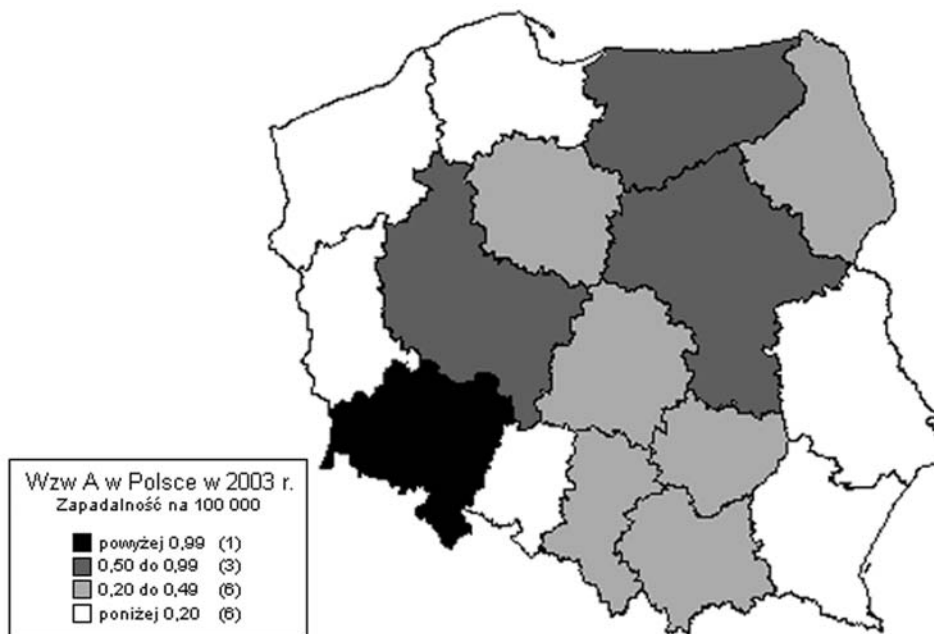 Wzw A w Polsce w 2003 r.
Zapadalność na 100 000
powyżej 0,99 (1)
0,50 do 0,99 (3)
0,20 do 0,49 (6)
poniżej 0,20 (6)